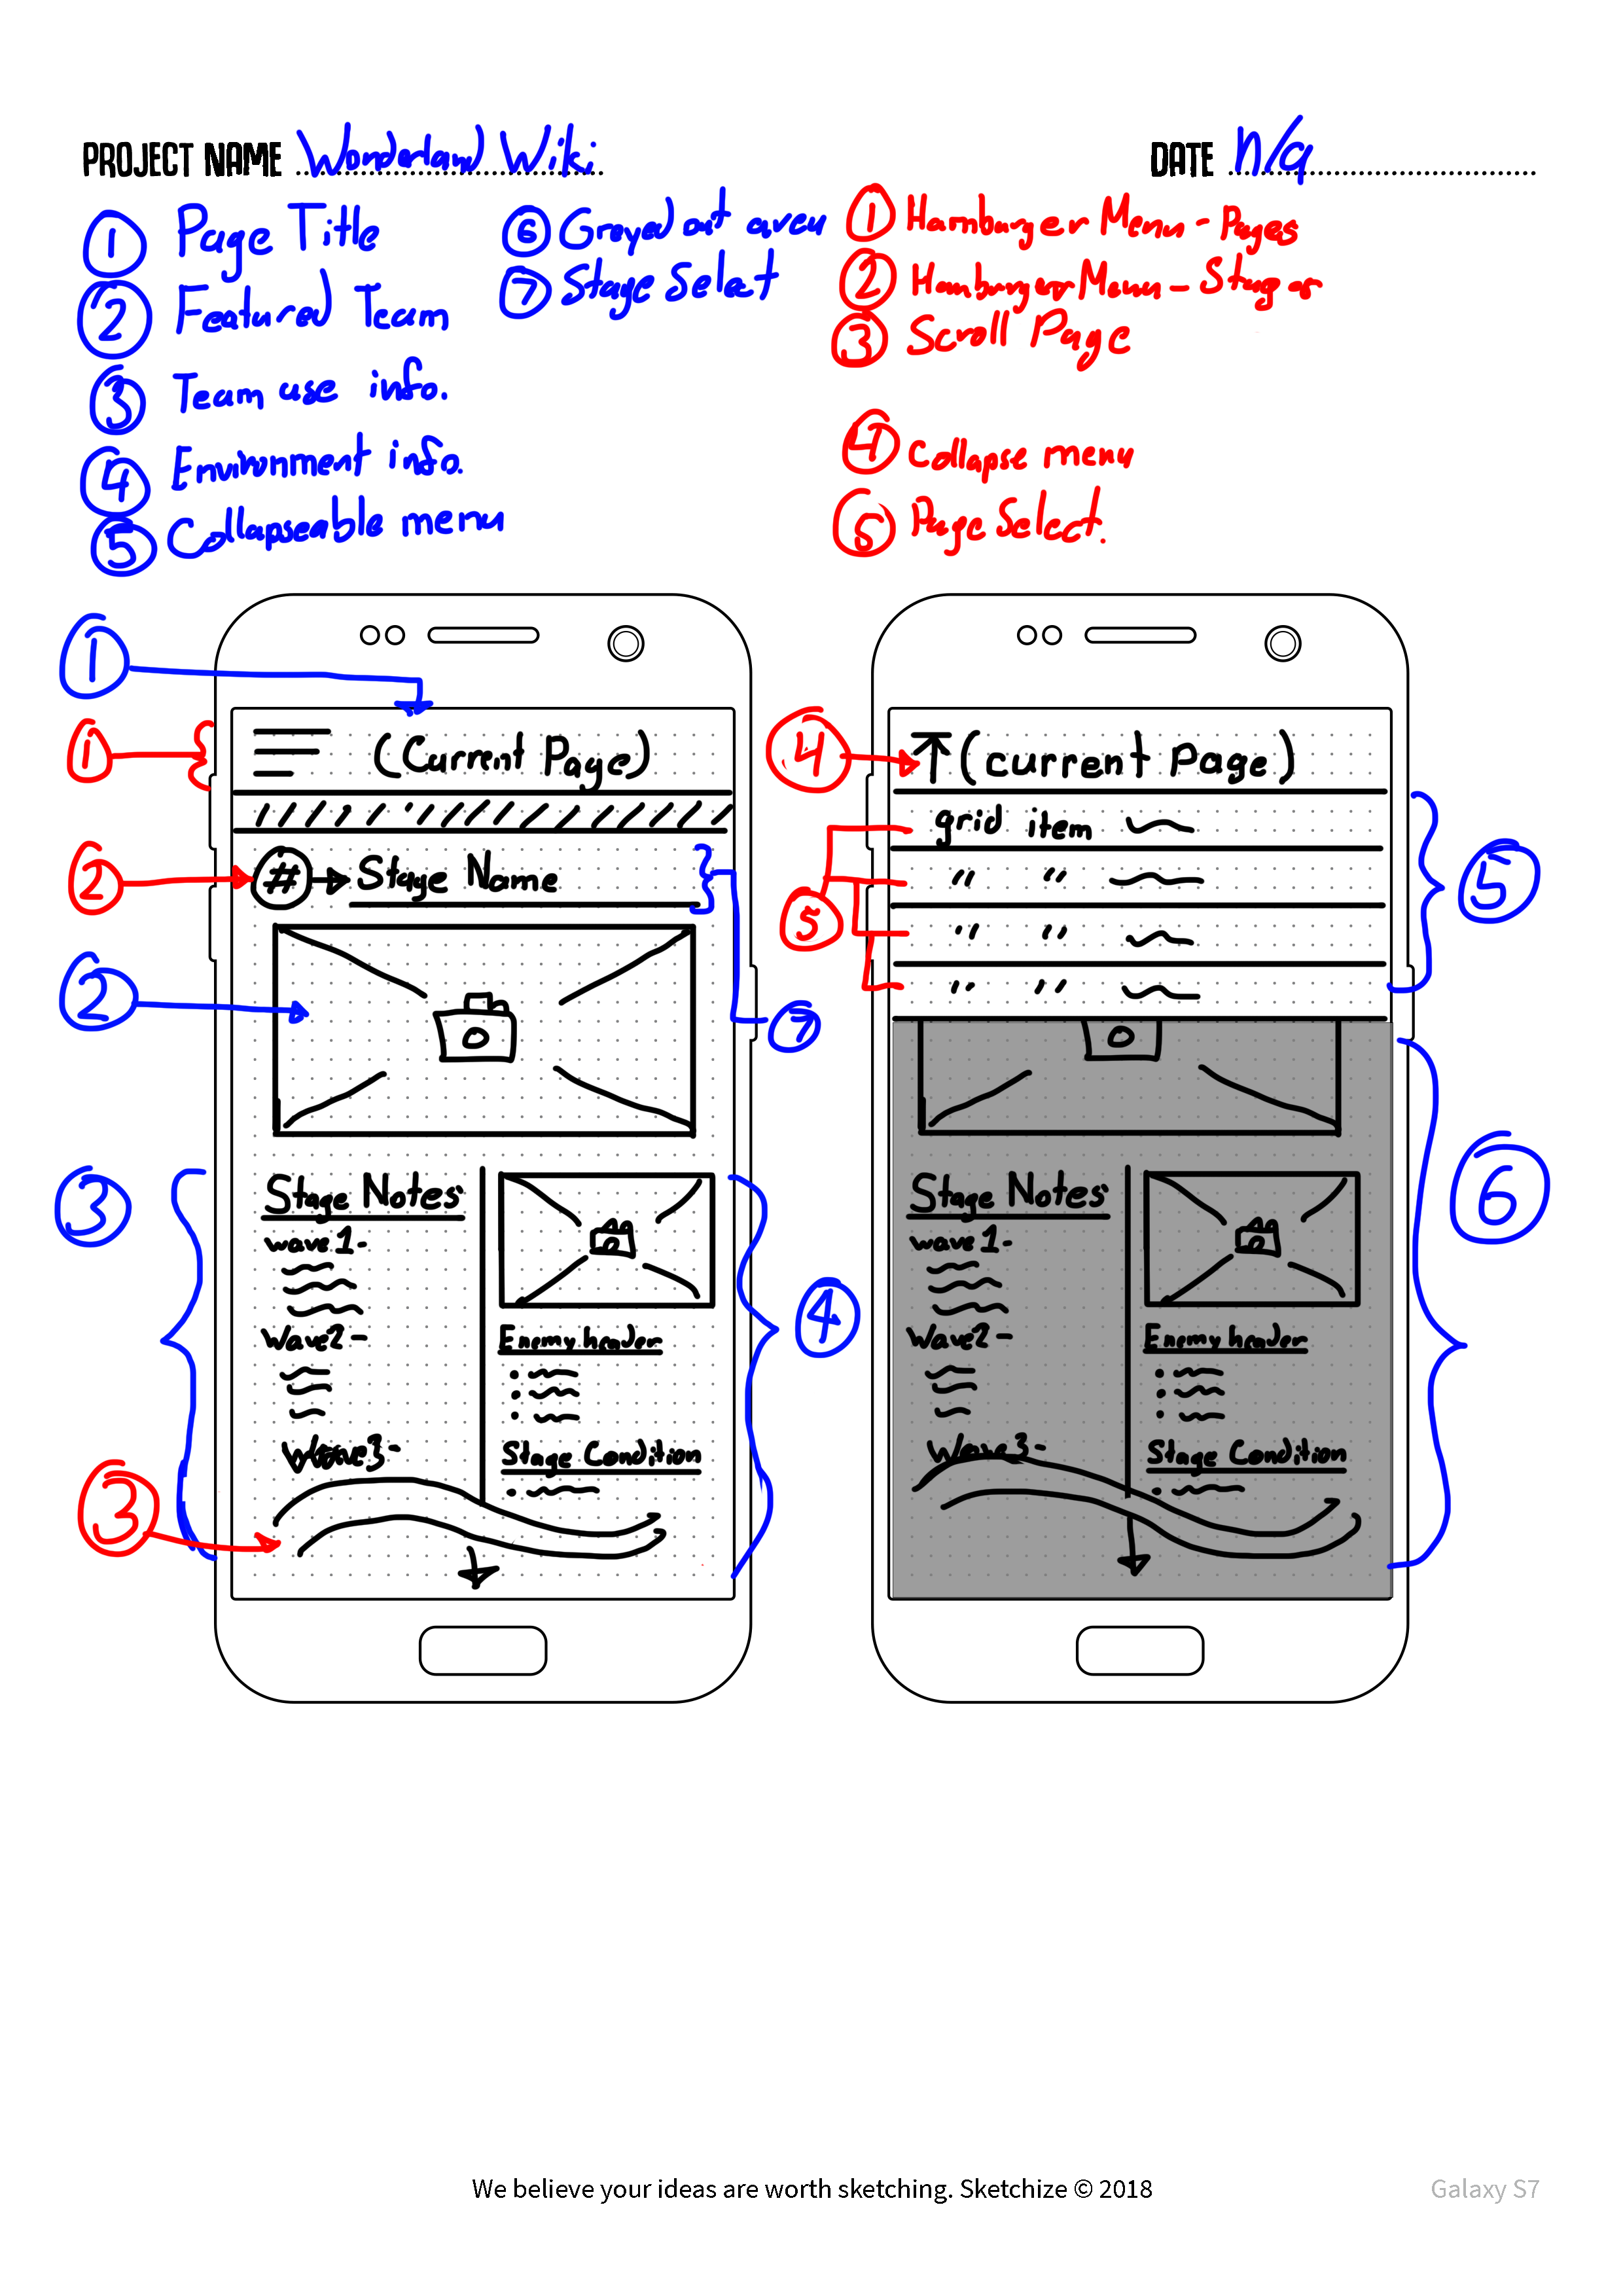 PROJECT NAME Wonderland Wiki
DATE N/a
1 Page Title
2 Featured Team
3 Team use info.
4 Environment info.
5 Collapseable menu
6 Greyed out area
7 Stage Select
1 Hamburger Menu - Pages
2 Hamburger Menu - Stages
3 Scroll Page
4 Collapse menu
5 Page Select.
1
1
(Current Page)
2
# Stage Name
2
7
3
Stage Notes
wave 1-
Wave 2-
Wave 3-
Enemy header
Stage Condition
4
3
4
(current Page)
grid item
" "
" "
" "
5
5
Stage Notes
wave 1-
Wave 2-
Wave 3-
Enemy header
Stage Condition
6
We believe your ideas are worth sketching. Sketchize © 2018
Galaxy S7